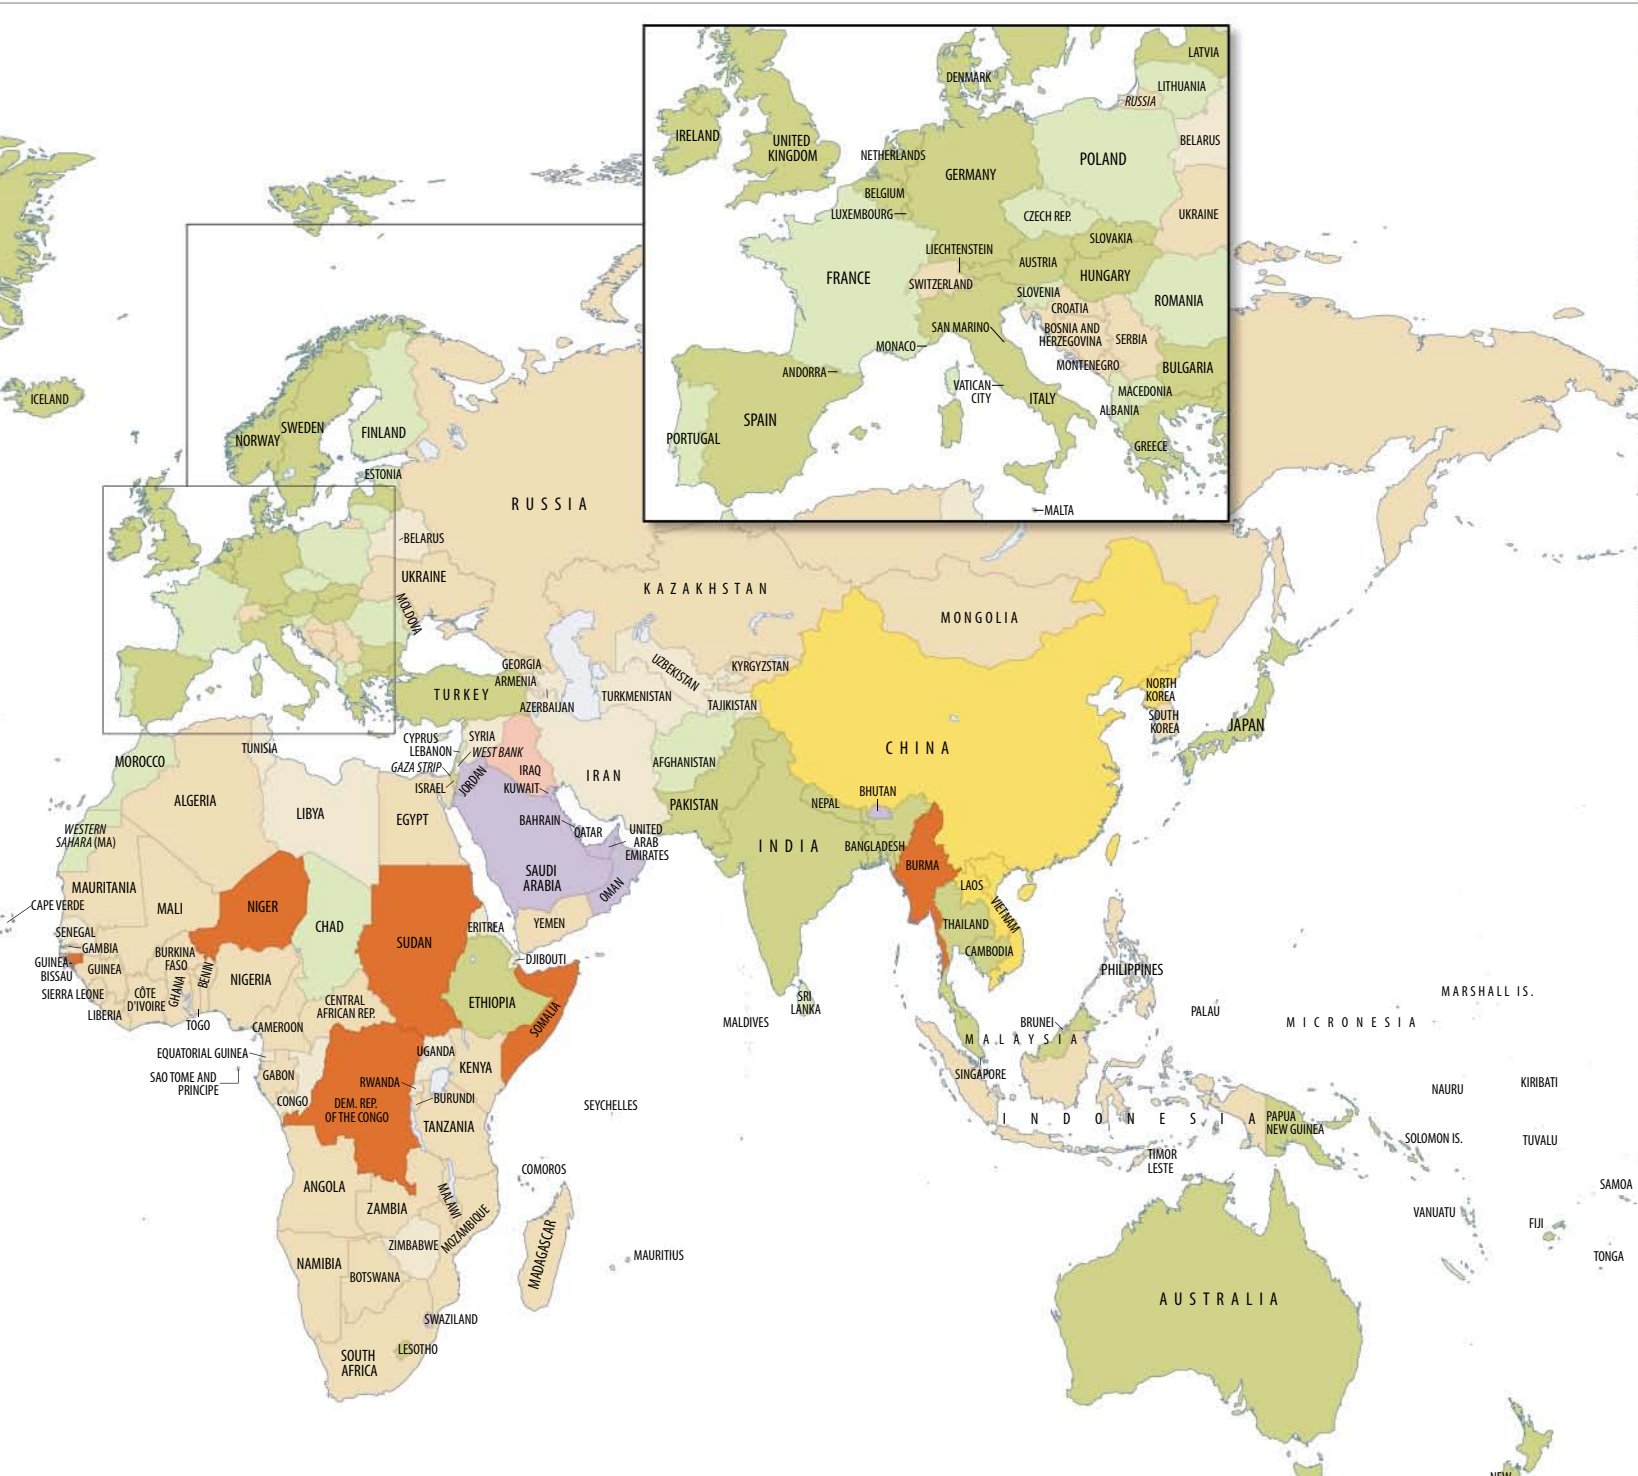 LATVIA
DENMARK
LITHUANIA
RUSSIA
IRELAND
UNITED
KINGDOM
BELARUS
NETHERLANDS
POLAND
GERMANY
BELGIUM
LUXEMBOURG
CZECH REP.
UKRAINE
SLOVAKIA
LIECHTENSTEIN
AUSTRIA
FRANCE
HUNGARY
SWITZERLAND
SLOVENIA
ROMANIA
CROATIA
SAN MARINO
BOSNIA AND
HERZEGOVINA
SERBIA
MONACO
MONTENEGRO
BULGARIA
ANDORRA
VATICAN
CITY
MACEDONIA
ITALY
ALBANIA
SPAIN
PORTUGAL
GREECE
MALTA
ICELAND
NORWAY
SWEDEN
FINLAND
ESTONIA
RUSSIA
BELARUS
UKRAINE
MOLDOVA
KAZAKHSTAN
MONGOLIA
GEORGIA
ARMENIA
AZERBAIJAN
TURKEY
UZBEKISTAN
TURKMENISTAN
KYRGYZSTAN
TAJIKISTAN
NORTH
KOREA
SOUTH
KOREA
JAPAN
CHINA
CYPRUS
LEBANON
SYRIA
WEST BANK
GAZA STRIP
ISRAEL
JORDAN
IRAQ
KUWAIT
IRAN
AFGHANISTAN
PAKISTAN
TUNISIA
MOROCCO
ALGERIA
LIBYA
EGYPT
WESTERN
SAHARA (MA)
BAHRAIN
QATAR
UNITED
ARAB
EMIRATES
SAUDI
ARABIA
OMAN
YEMEN
NEPAL
BHUTAN
INDIA
BANGLADESH
BURMA
LAOS
VIETNAM
THAILAND
CAMBODIA
MAURITANIA
CAPE VERDE
MALI
NIGER
CHAD
SUDAN
ERITREA
DJIBOUTI
SENEGAL
GAMBIA
GUINEA-
BISSAU
GUINEA
SIERRA LEONE
LIBERIA
BURKINA
FASO
CÔTE
D'IVOIRE
GHANA
BENIN
TOGO
NIGERIA
CENTRAL
AFRICAN REP.
CAMEROON
ETHIOPIA
SOMALIA
EQUATORIAL GUINEA
SAO TOME AND
PRINCIPE
GABON
CONGO
DEM. REP.
OF THE CONGO
UGANDA
KENYA
RWANDA
BURUNDI
TANZANIA
SEYCHELLES
COMOROS
ANGOLA
ZAMBIA
MALAWI
MOZAMBIQUE
ZIMBABWE
NAMIBIA
BOTSWANA
MADAGASCAR
MAURITIUS
SWAZILAND
LESOTHO
SOUTH
AFRICA
MALDIVES
SRI
LANKA
PHILIPPINES
PALAU
MARSHALL IS.
MICRONESIA
BRUNEI
MALAYSIA
SINGAPORE
INDONESIA
TIMOR
LESTE
PAPUA
NEW GUINEA
NAURU
KIRIBATI
SOLOMON IS.
TUVALU
SAMOA
VANUATU
FIJI
TONGA
AUSTRALIA
NEW